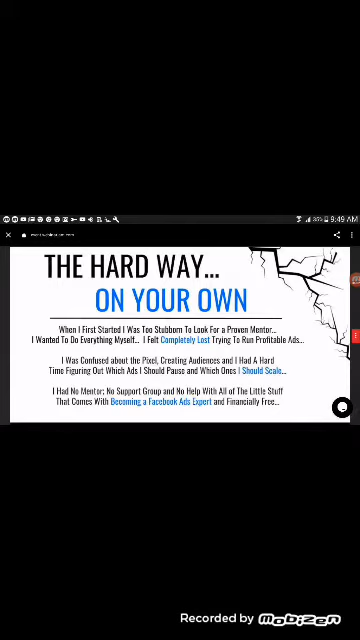 35% 9:49 AM
THE HARD WAY...
ON YOUR OWN
When I First Started I Was Too Stubborn To Look For a Proven Mentor...
I Wanted To Do Everything Myself... I Felt Completely Lost Trying To Run Profitable Ads...
I Was Confused about the Pixel, Creating Audiences and I Had A Hard
Time Figuring Out Which Ads I Should Pause and Which Ones I Should Scale...
I Had No Mentor; No Support Group and No Help With All of The Little Stuff
That Comes With Becoming a Facebook Ads Expert and Financially Free...
Recorded by mobizen